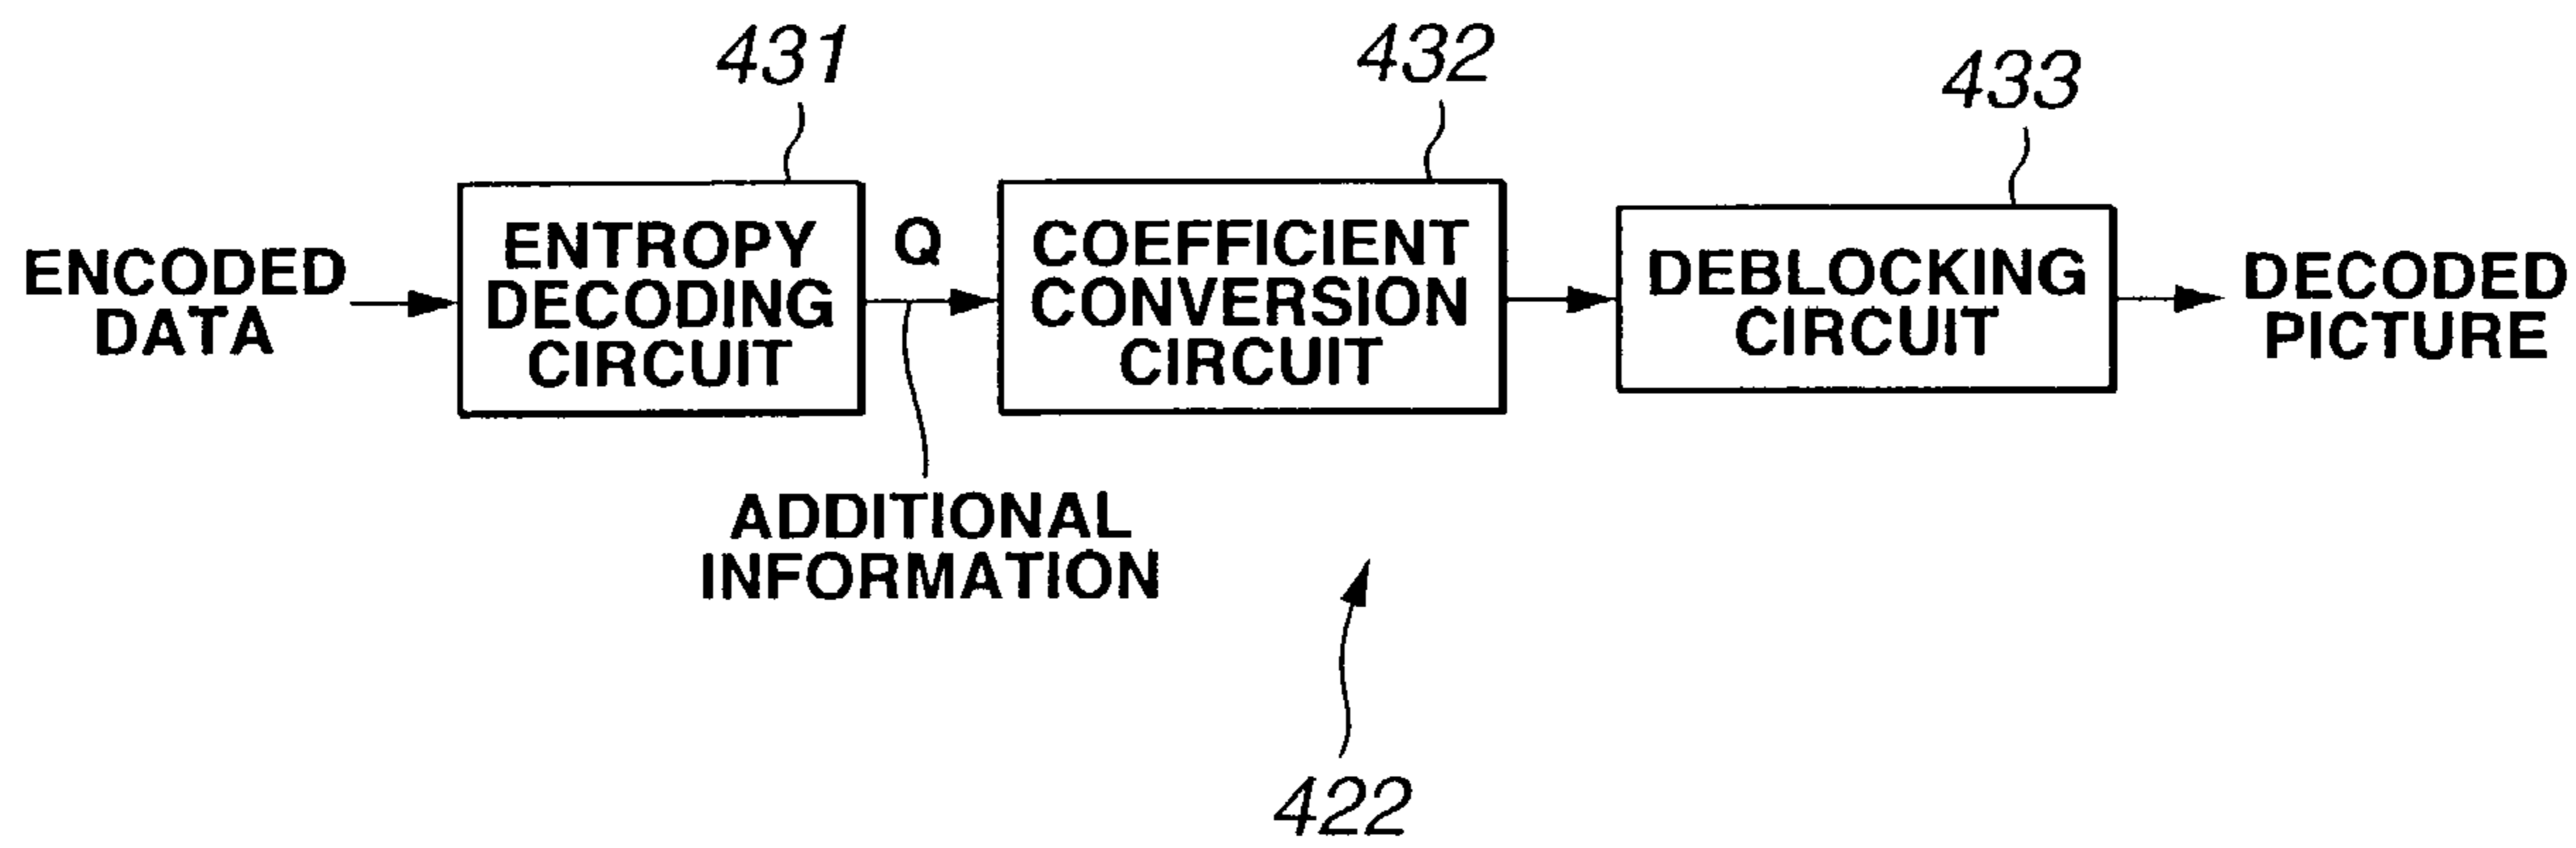 431
432
433
ENCODED
DATA
ENTROPY
DECODING
CIRCUIT
Q
COEFFICIENT
CONVERSION
CIRCUIT
DEBLOCKING
CIRCUIT
DECODED
PICTURE
ADDITIONAL
INFORMATION
422